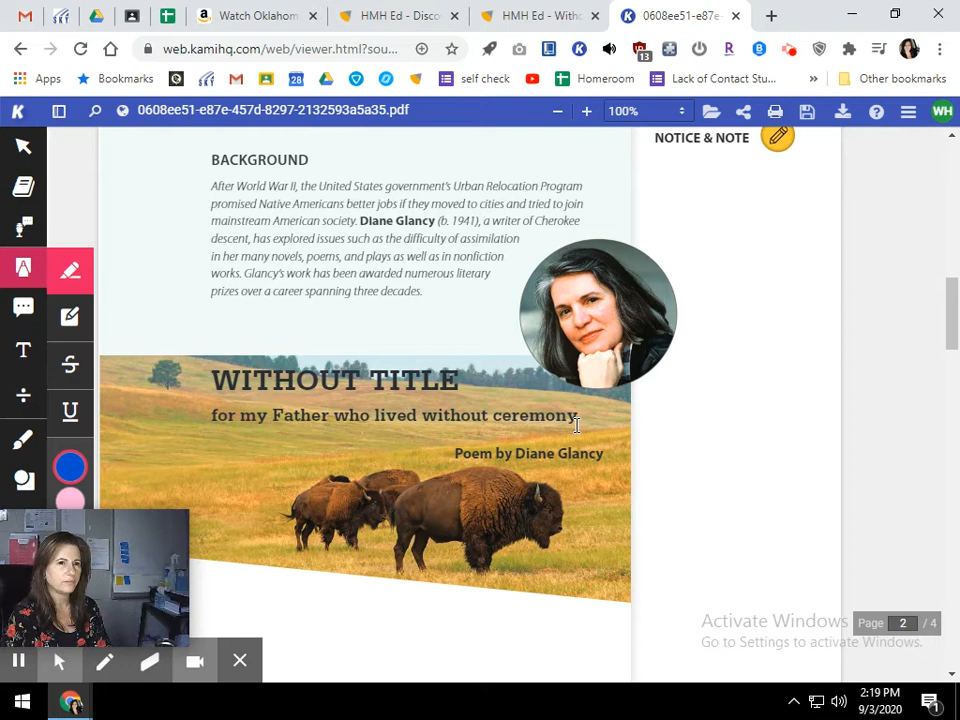 Watch Oklahom
HMH Ed - Disco
HMH Ed - Witho
0608ee51-e87e-
web.kamihq.com/web/viewer.html?sou...
13
Apps
Bookmarks
28
self check
Homeroom
Lack of Contact Stu...
Other bookmarks
0608ee51-e87e-457d-8297-2132593a5a35.pdf
100%
WH
NOTICE & NOTE
BACKGROUND
After World War II, the United States government's Urban Relocation Program
promised Native Americans better jobs if they moved to cities and tried to join
mainstream American society. Diane Glancy (b. 1941), a writer of Cherokee
descent, has explored issues such as the difficulty of assimilation
in her many novels, poems, and plays as well as in nonfiction
works. Glancy's work has been awarded numerous literary
prizes over a career spanning three decades.
WITHOUT TITLE
for my Father who lived without ceremony
Poem by Diane Glancy
Activate Windows
Go to Settings to activate Windows.
Page 2 / 4
2:19 PM
9/3/2020
1